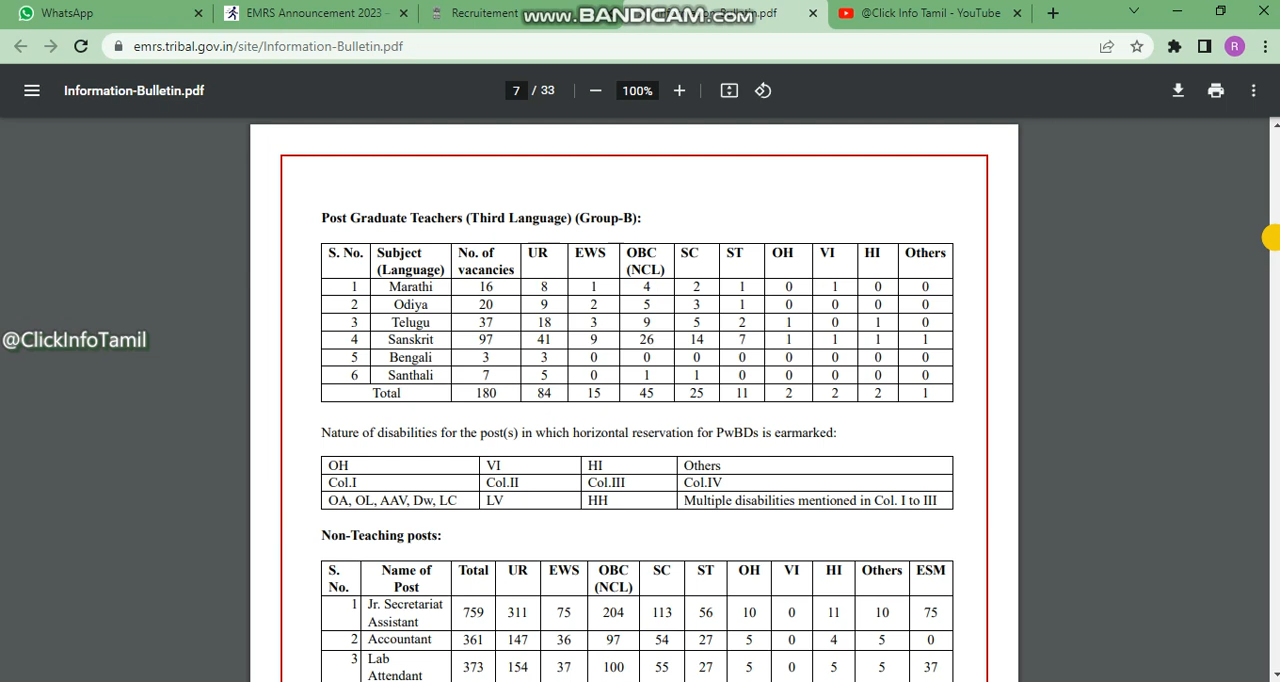 WhatsApp
EMRS Announcement 2023 -
Recruitement
www.BANDICAM.com
.pdf
@Click Info Tamil - YouTube
emrs.tribal.gov.in/site/Information-Bulletin.pdf
R
Information-Bulletin.pdf
7 / 33
100%
Post Graduate Teachers (Third Language) (Group-B):
S. No. Subject (Language) No. of vacancies UR EWS OBC (NCL) SC ST OH VI HI Others
1 Marathi 16 8 1 4 2 1 0 1 0 0
2 Odiya 20 9 2 5 3 1 0 0 0 0
3 Telugu 37 18 3 9 5 2 1 0 1 0
4 Sanskrit 97 41 9 26 14 7 1 1 1 1
5 Bengali 3 3 0 0 0 0 0 0 0 0
6 Santhali 7 5 0 1 1 0 0 0 0 0
Total 180 84 15 45 25 11 2 2 2 1
@ClickInfoTamil
Nature of disabilities for the post(s) in which horizontal reservation for PwBDs is earmarked:
OH VI HI Others
Col.I Col.II Col.III Col.IV
OA, OL, AAV, Dw, LC LV HH Multiple disabilities mentioned in Col. I to III
Non-Teaching posts:
S. No. Name of Post Total UR EWS OBC (NCL) SC ST OH VI HI Others ESM
1 Jr. Secretariat Assistant 759 311 75 204 113 56 10 0 11 10 75
2 Accountant 361 147 36 97 54 27 5 0 4 5 0
3 Lab Attendant 373 154 37 100 55 27 5 0 5 5 37